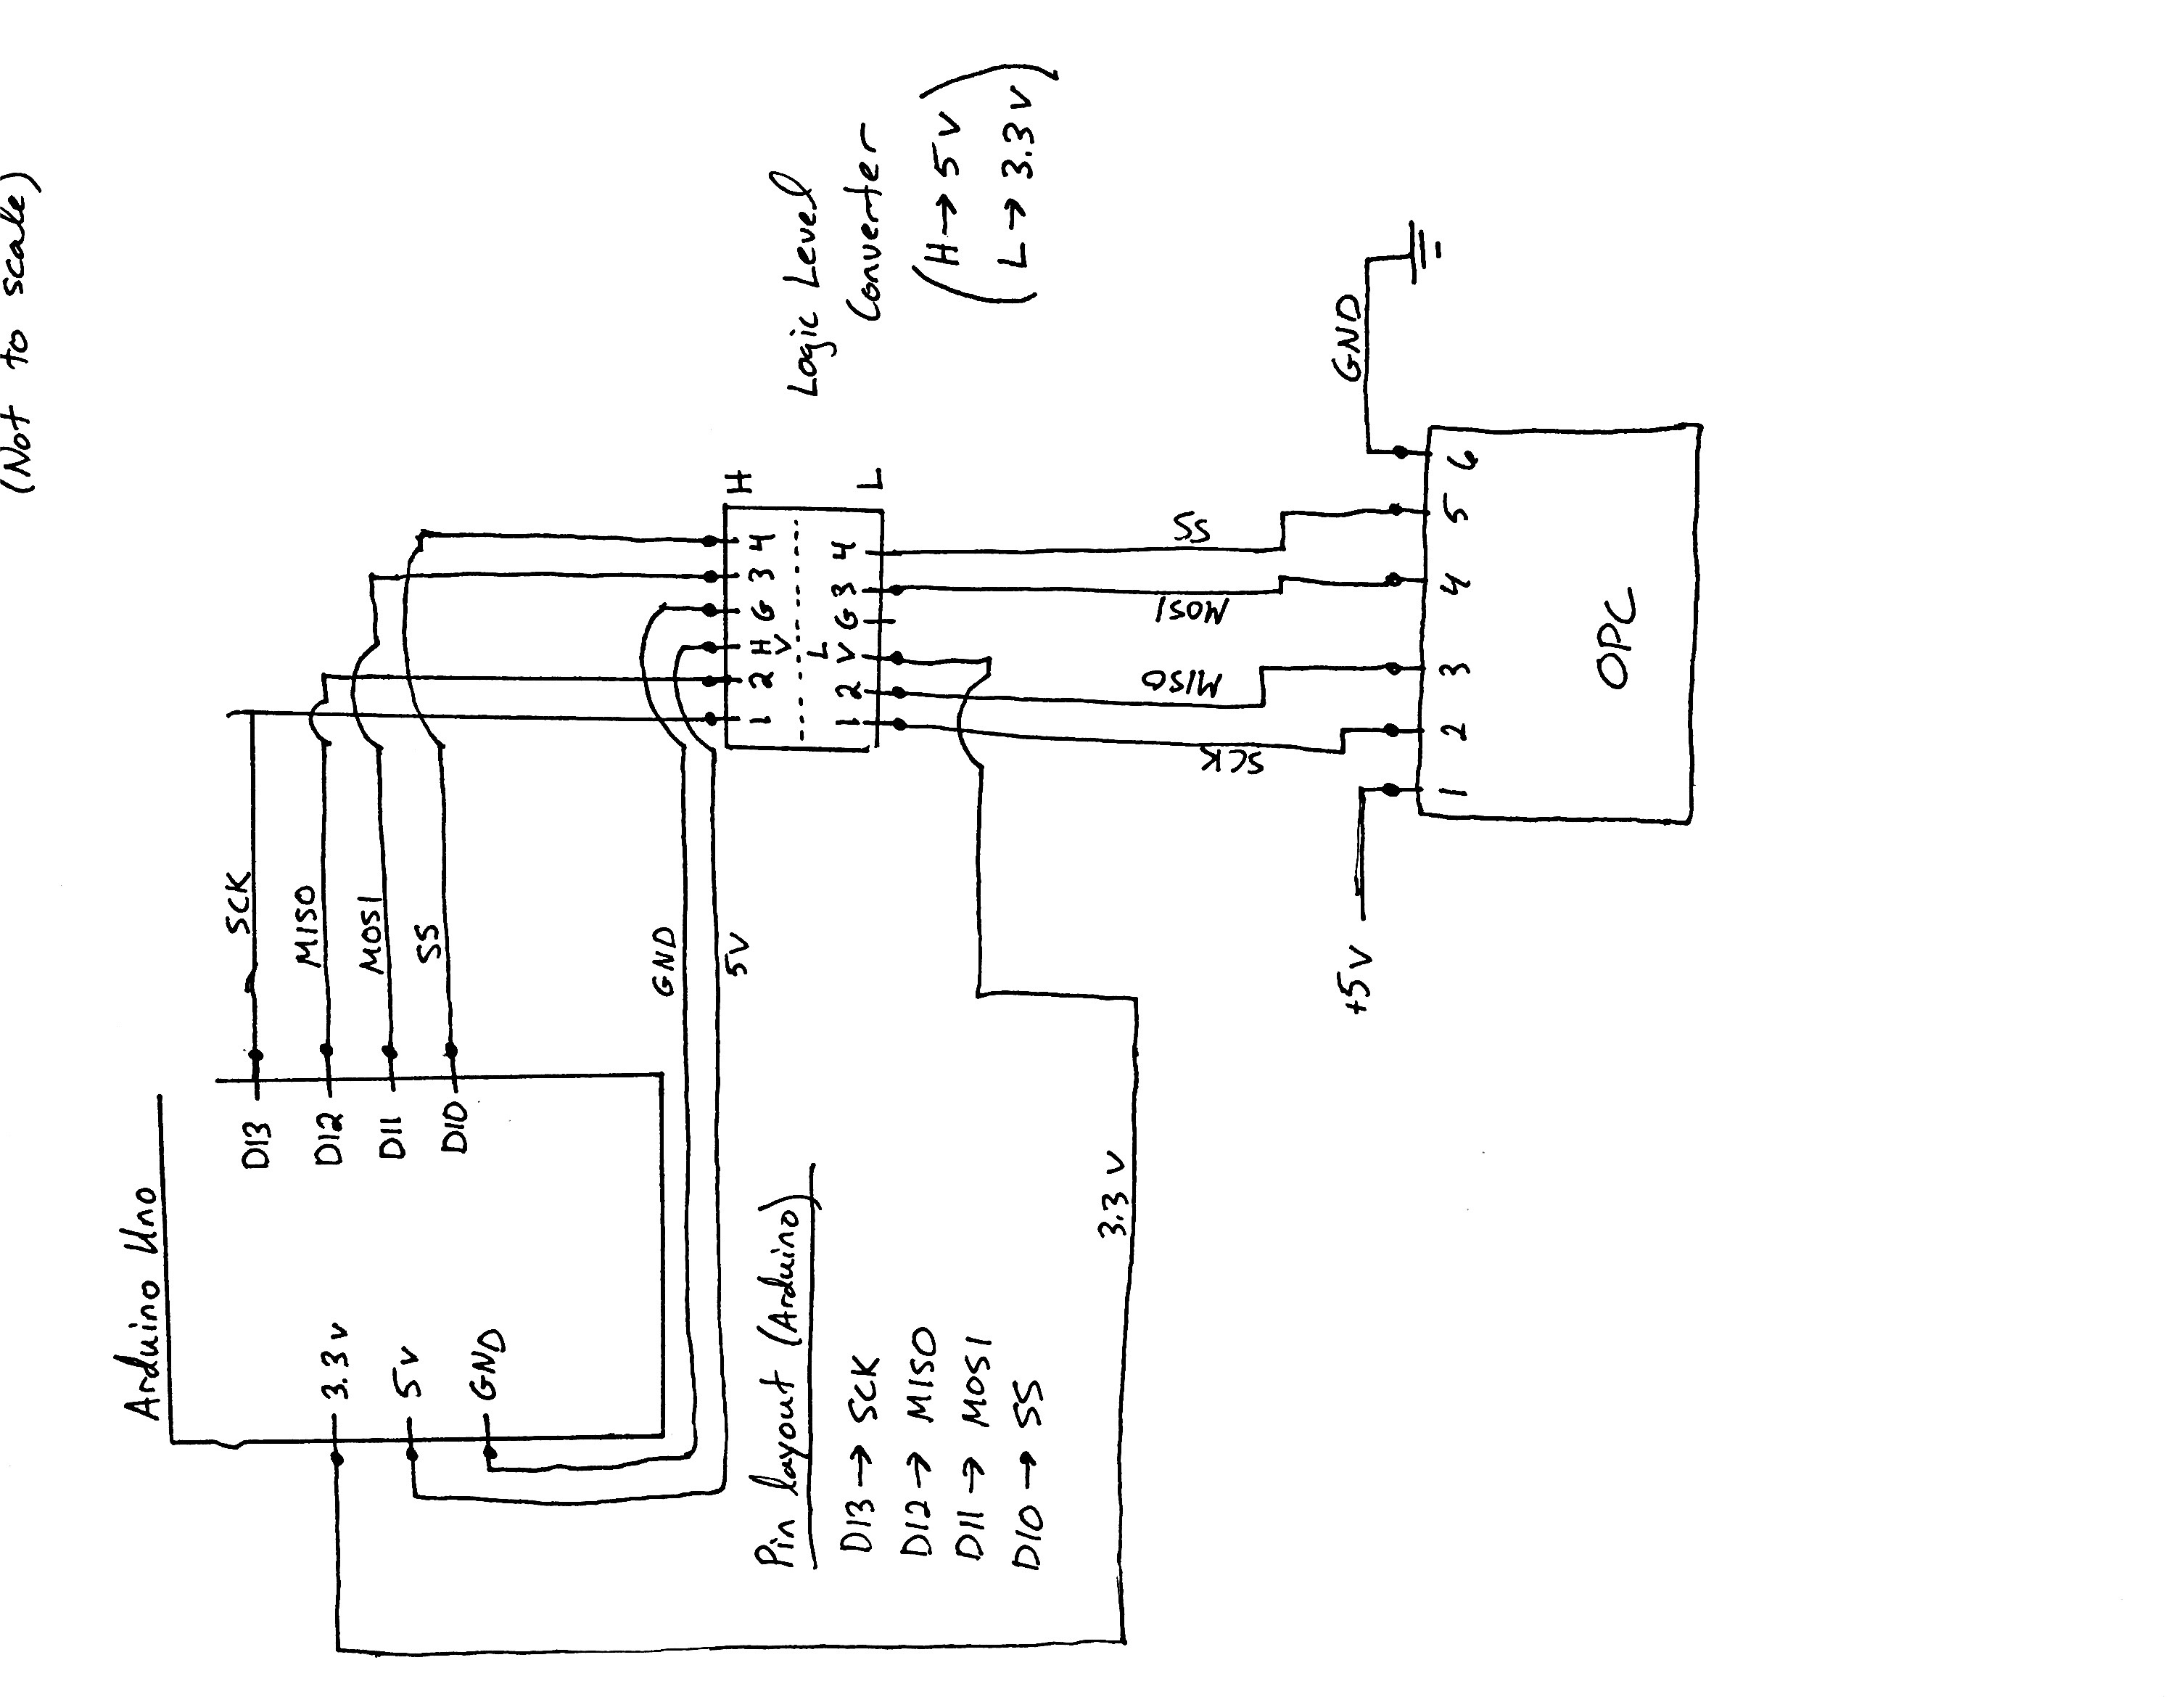 (Not to scale)
Arduino Uno
D13
SCK
D12
MISO
D11
MOSI
D10
SS
3.3 v
5 v
GND
GND
5V
1 2 H V G 3 4
H
L V
1 2 G 3 4
L
Logic Level
Converter
H → 5 v
L → 3.3 v
Pin layout (Arduino)
D13 → SCK
D12 → MISO
D11 → MOSI
D10 → SS
3.3 v
SCK
MISO
MOSI
SS
+5 v
GND
1 2 3 4 5 6
OPC